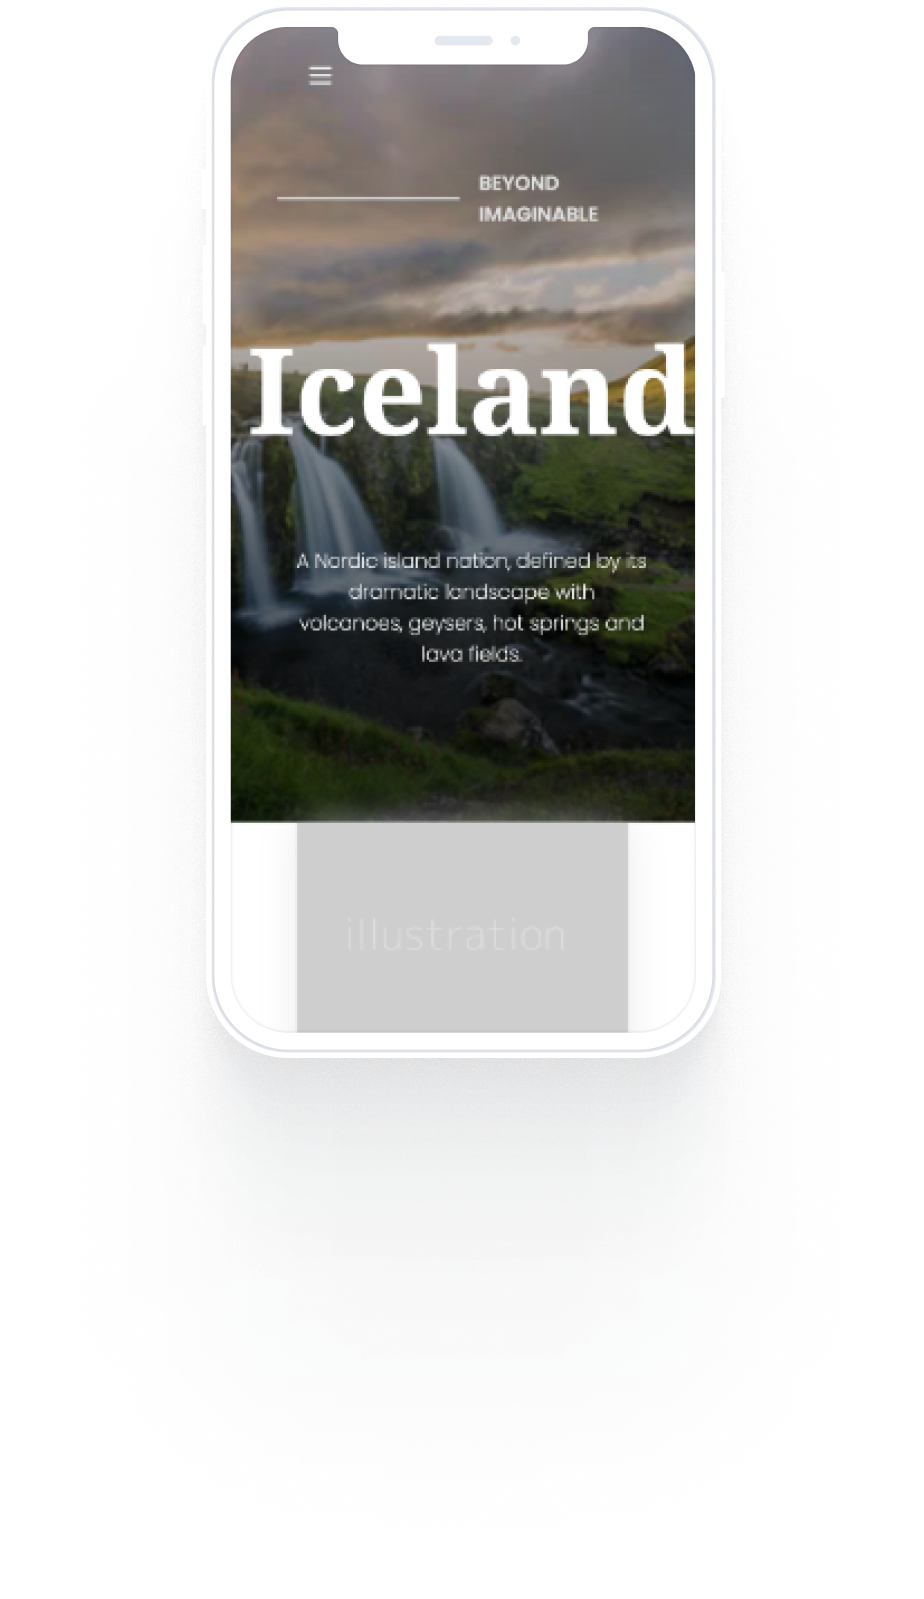 BEYOND
IMAGINABLE
Iceland
A Nordic island nation, defined by its
dramatic landscape with
volcanoes, geysers, hot springs and
lava fields.
illustration